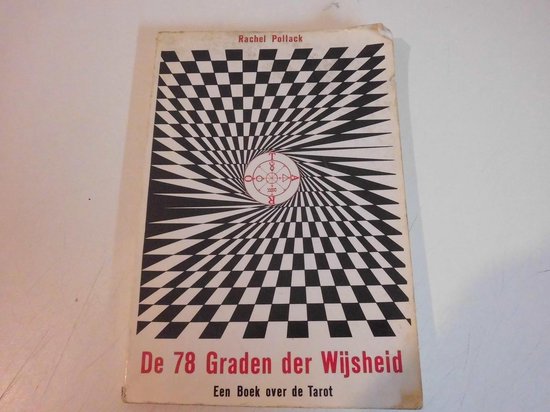 Rachel Pollack
T
O A
R
De 78 Graden der Wijsheid
Een Boek over de Tarot